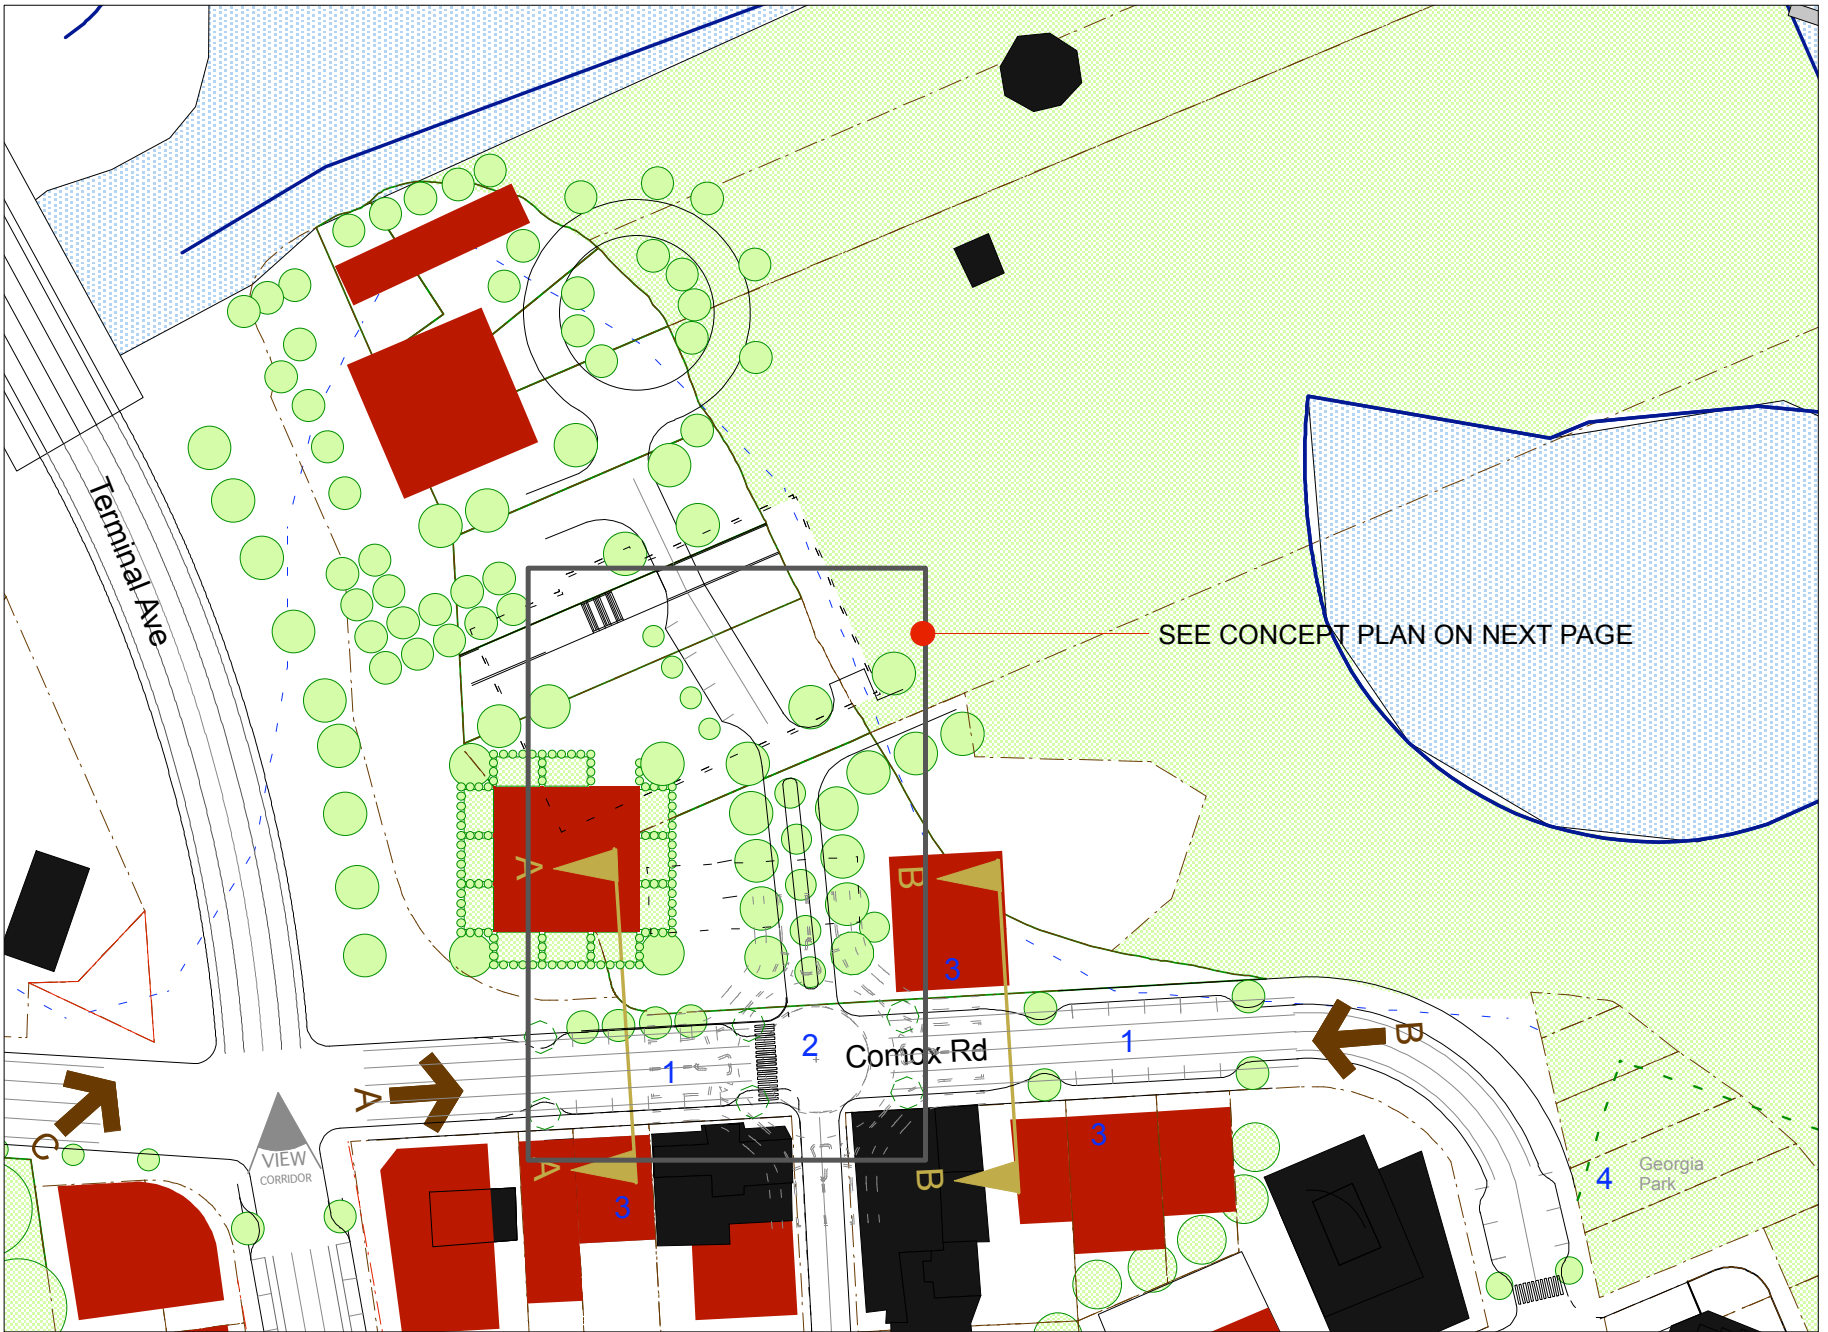 Terminal Ave
SEE CONCEPT PLAN ON NEXT PAGE
A
B
3
2
1
Comox Rd
1
B
A
C
VIEW
CORRIDOR
A
3
B
3
4
Georgia
Park